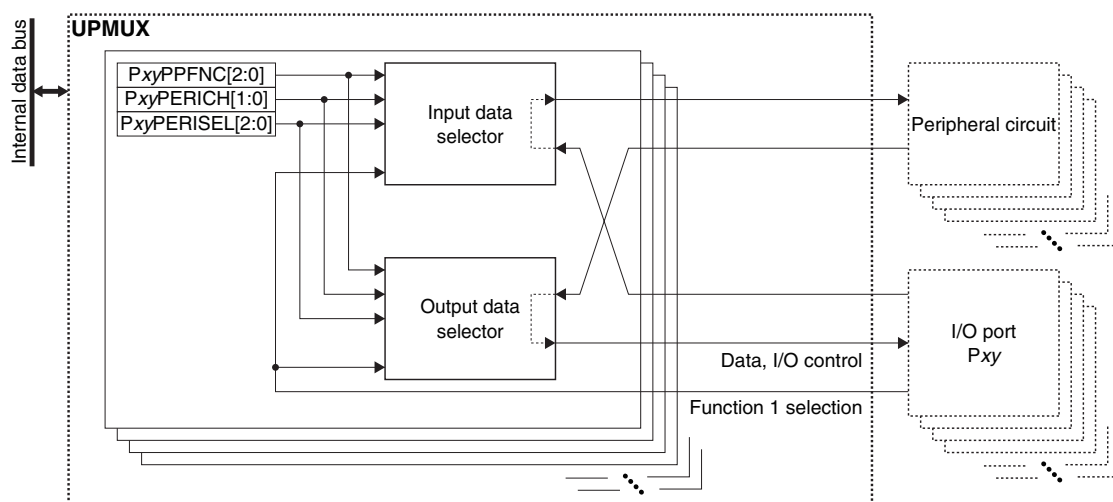 UPMUX
Internal data bus
PxyPPFNC[2:0]
PxyPERICH[1:0]
PxyPERISEL[2:0]
Input data
selector
Peripheral circuit
Output data
selector
I/O port
Pxy
Data, I/O control
Function 1 selection